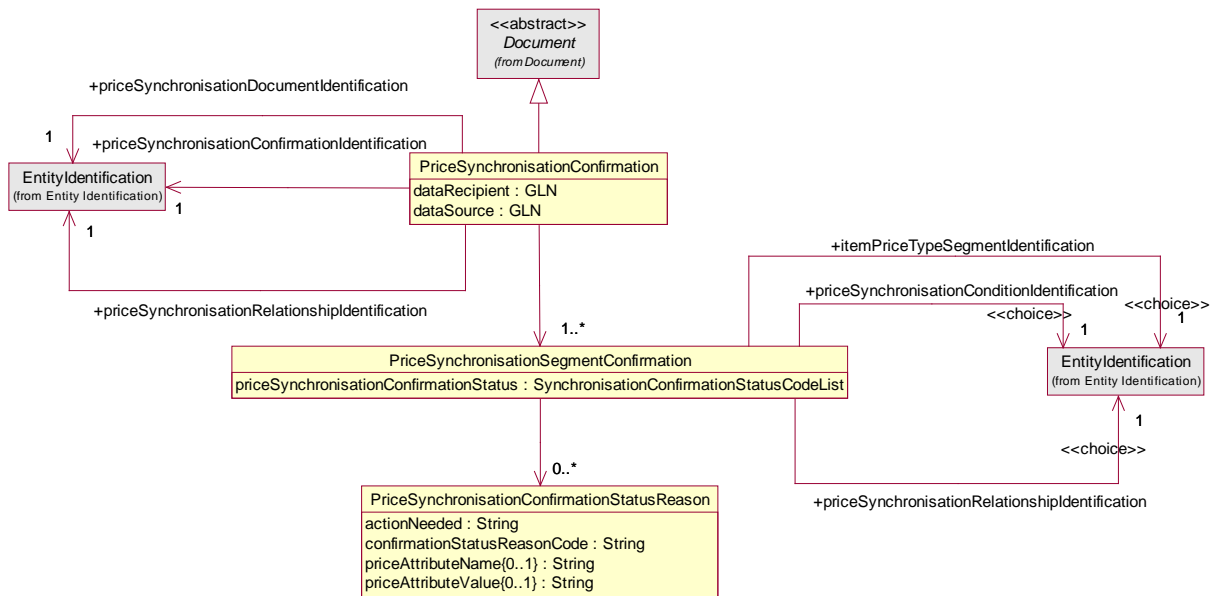 <<abstract>>
Document
(from Document)
+priceSynchronisationDocumentIdentification
1
+priceSynchronisationConfirmationIdentification
EntityIdentification
(from Entity Identification)
1
1
PriceSynchronisationConfirmation
dataRecipient : GLN
dataSource : GLN
+priceSynchronisationRelationshipIdentification
+itemPriceTypeSegmentIdentification
+priceSynchronisationConditionIdentification
<<choice>>
<<choice>>
1
1
1..*
PriceSynchronisationSegmentConfirmation
priceSynchronisationConfirmationStatus : SynchronisationConfirmationStatusCodeList
EntityIdentification
(from Entity Identification)
1
<<choice>>
+priceSynchronisationRelationshipIdentification
0..*
PriceSynchronisationConfirmationStatusReason
actionNeeded : String
confirmationStatusReasonCode : String
priceAttributeName{0..1} : String
priceAttributeValue{0..1} : String